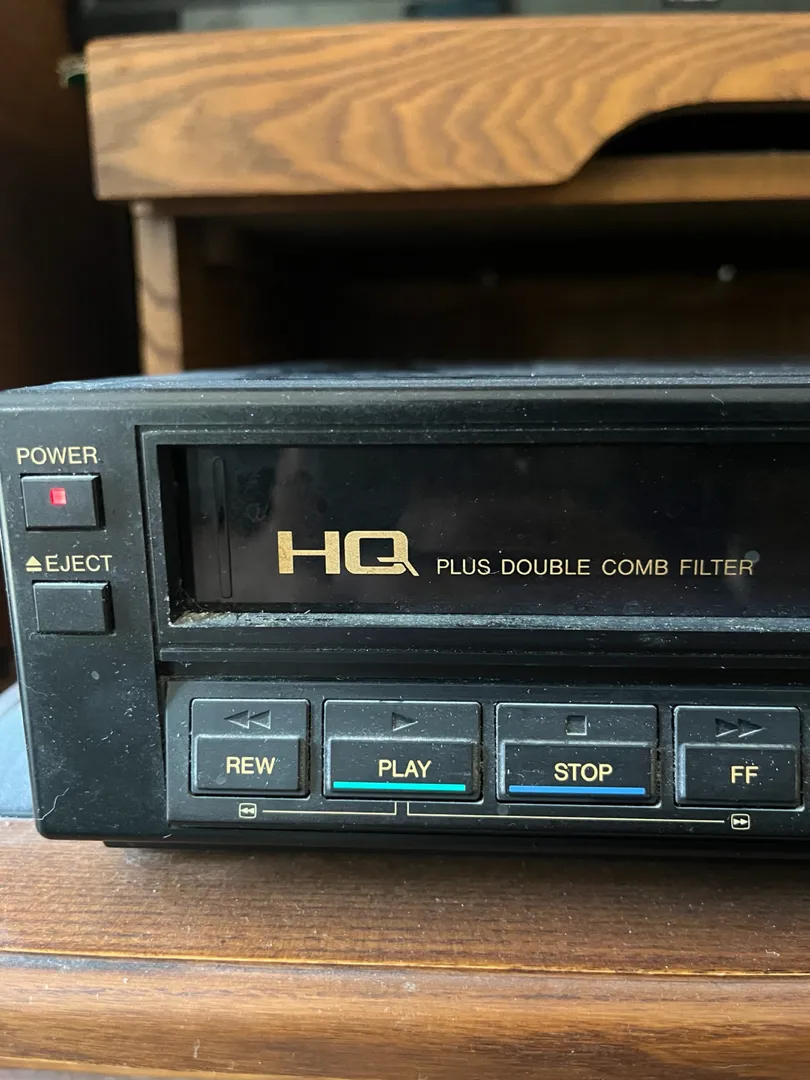 POWER
⏏EJECT
HQ PLUS DOUBLE COMB FILTER
REW
PLAY
STOP
FF